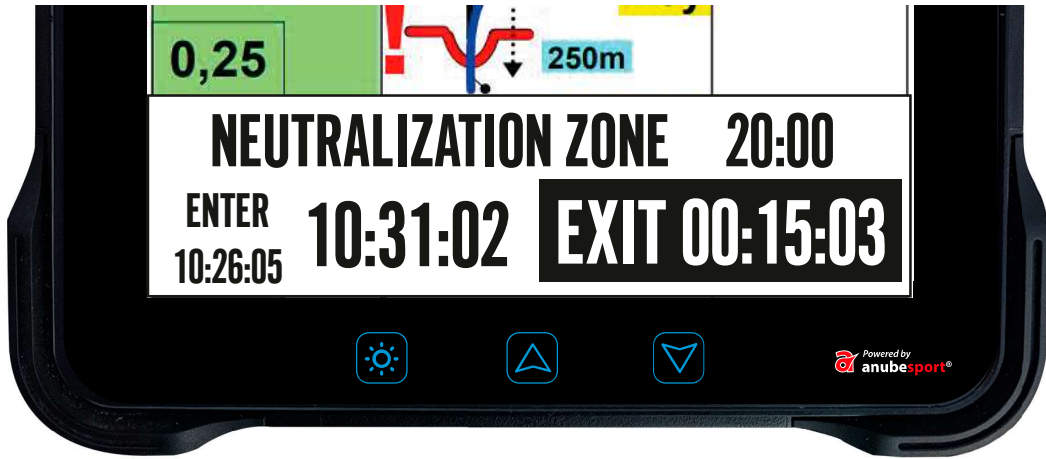 0,25
!
250m
NEUTRALIZATION ZONE 20:00
ENTER
10:26:05
10:31:02
EXIT 00:15:03
Powered by
anubesport®